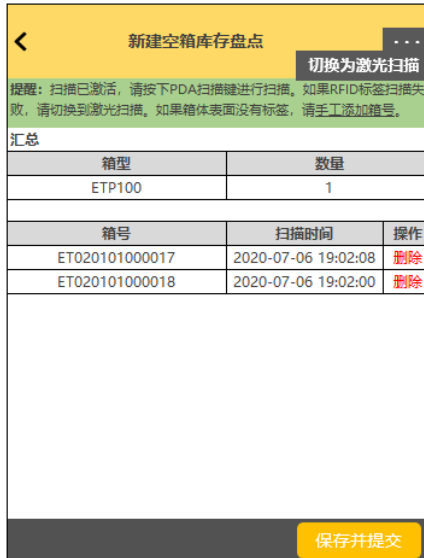 新建空箱库存盘点
...
切换为激光扫描
提醒：扫描已激活，请按下PDA扫描键进行扫描。如果RFID标签扫描失
败，请切换到激光扫描。如果箱体表面没有标签，请手工添加箱号。
汇总
箱型 数量
ETP100 1
箱号 扫描时间 操作
ET020101000017 2020-07-06 19:02:08 删除
ET020101000018 2020-07-06 19:02:00 删除
保存并提交